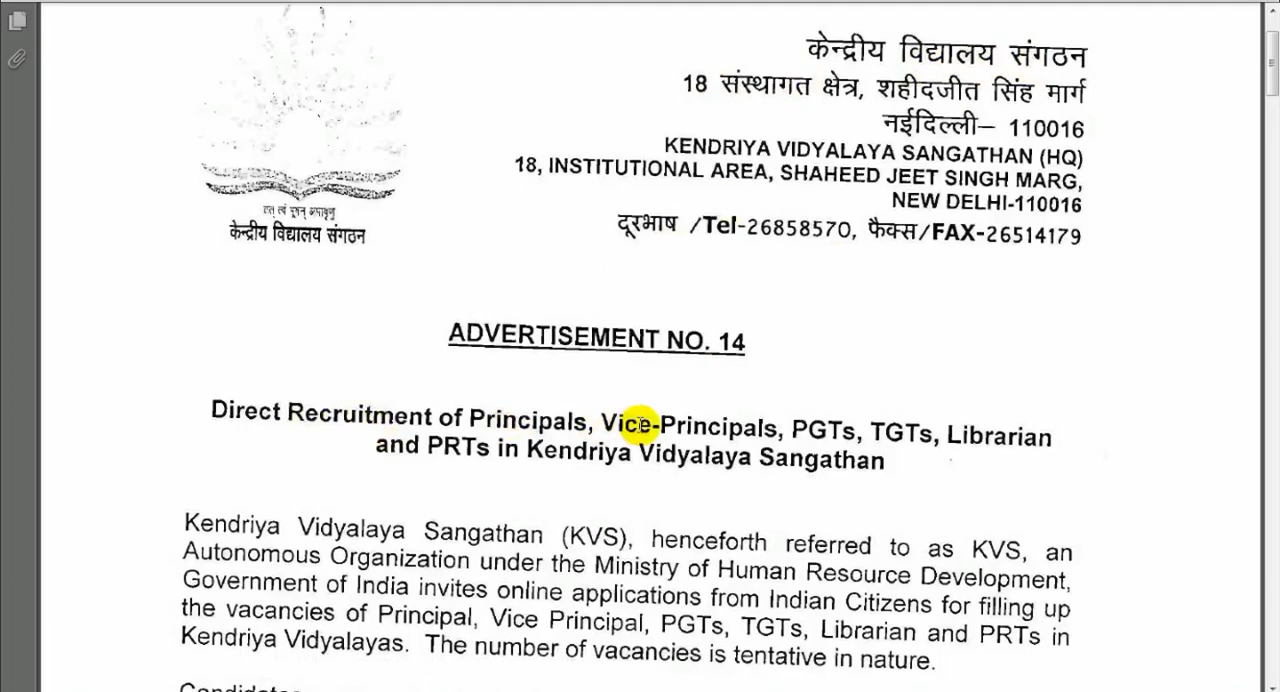 केन्द्रीय विद्यालय संगठन
18 संस्थागत क्षेत्र, शहीदजीत सिंह मार्ग
नईदिल्ली– 110016
KENDRIYA VIDYALAYA SANGATHAN (HQ)
18, INSTITUTIONAL AREA, SHAHEED JEET SINGH MARG,
NEW DELHI-110016
दूरभाष /Tel-26858570, फैक्स/FAX-26514179
केन्द्रीय विद्यालय संगठन
ADVERTISEMENT NO. 14
Direct Recruitment of Principals, Vice-Principals, PGTs, TGTs, Librarian
and PRTs in Kendriya Vidyalaya Sangathan
Kendriya Vidyalaya Sangathan (KVS), henceforth referred to as KVS, an
Autonomous Organization under the Ministry of Human Resource Development,
Government of India invites online applications from Indian Citizens for filling up
the vacancies of Principal, Vice Principal, PGTs, TGTs, Librarian and PRTs in
Kendriya Vidyalayas. The number of vacancies is tentative in nature.